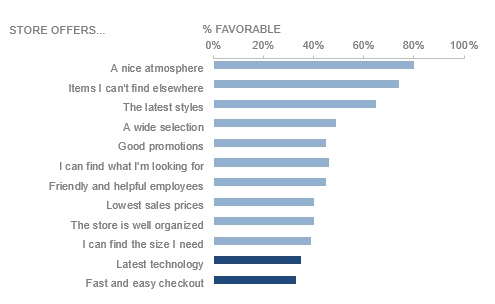 STORE OFFERS...
% FAVORABLE
0% 20% 40% 60% 80% 100%
A nice atmosphere
Items I can't find elsewhere
The latest styles
A wide selection
Good promotions
I can find what I'm looking for
Friendly and helpful employees
Lowest sales prices
The store is well organized
I can find the size I need
Latest technology
Fast and easy checkout